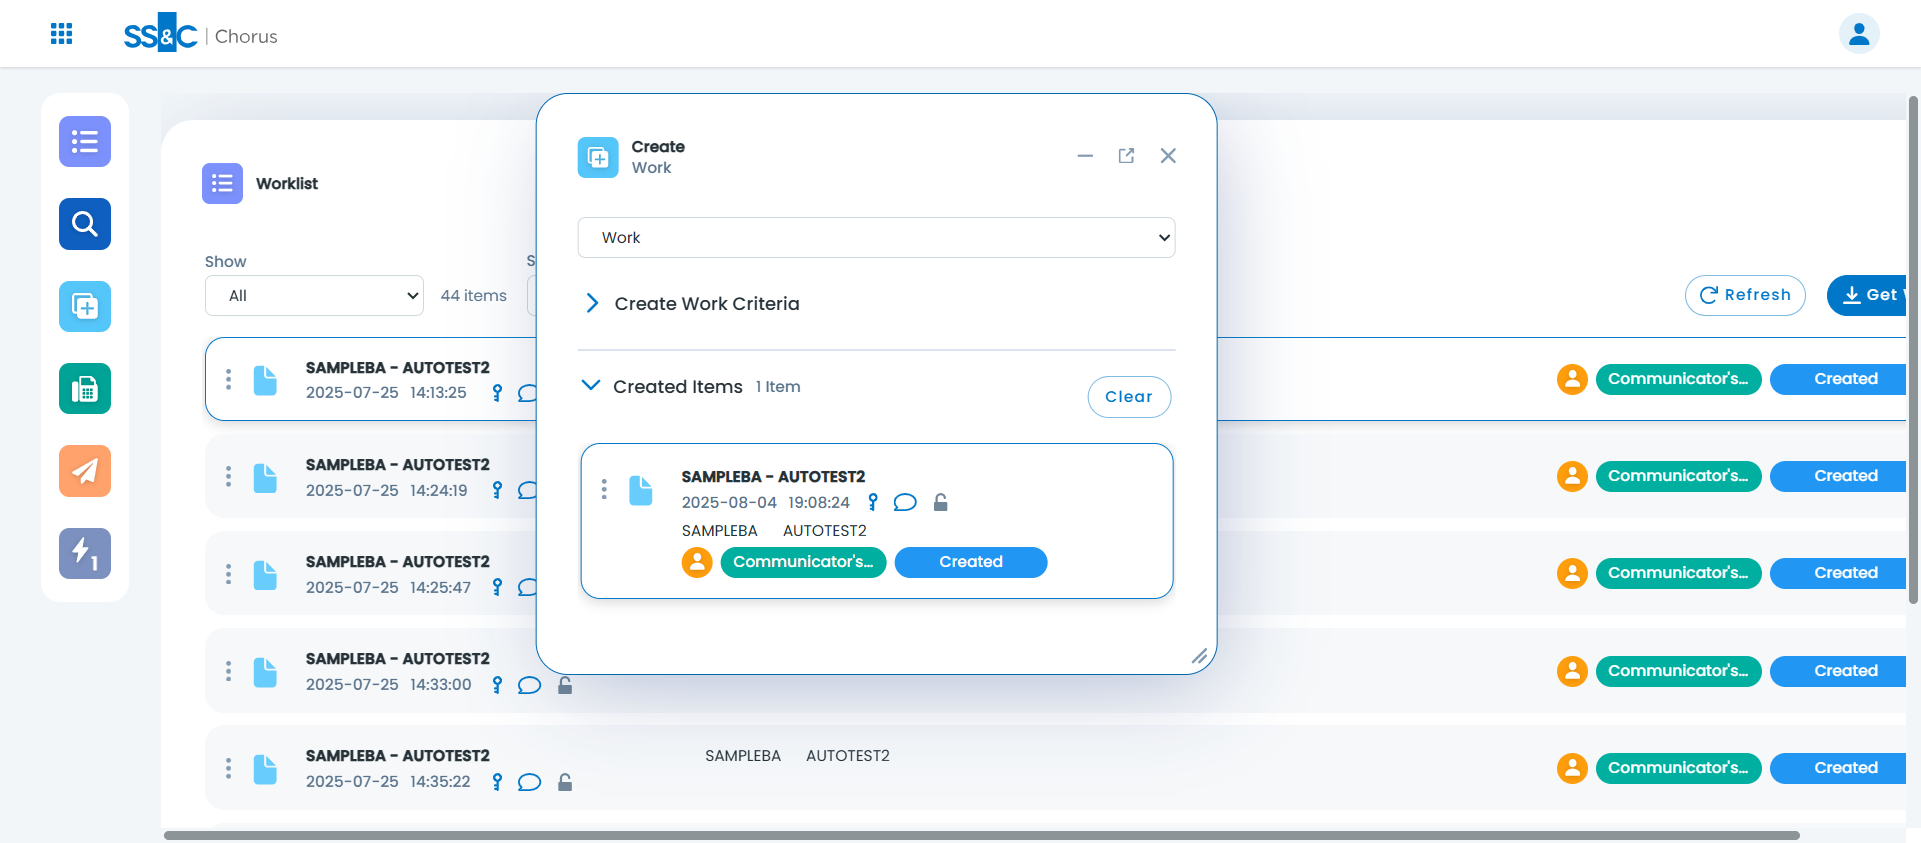 SS&C | Chorus
Worklist
Show
All
44 items
S
Refresh
Get
Create
Work
Work
Create Work Criteria
Created Items 1 Item
Clear
SAMPLEBA - AUTOTEST2
2025-08-04 19:08:24
SAMPLEBA AUTOTEST2
Communicator's... Created
SAMPLEBA - AUTOTEST2
2025-07-25 14:13:25
Communicator's... Created
SAMPLEBA - AUTOTEST2
2025-07-25 14:24:19
Communicator's... Created
SAMPLEBA - AUTOTEST2
2025-07-25 14:25:47
Communicator's... Created
SAMPLEBA - AUTOTEST2
2025-07-25 14:33:00
Communicator's... Created
SAMPLEBA - AUTOTEST2
2025-07-25 14:35:22
SAMPLEBA AUTOTEST2
Communicator's... Created
1